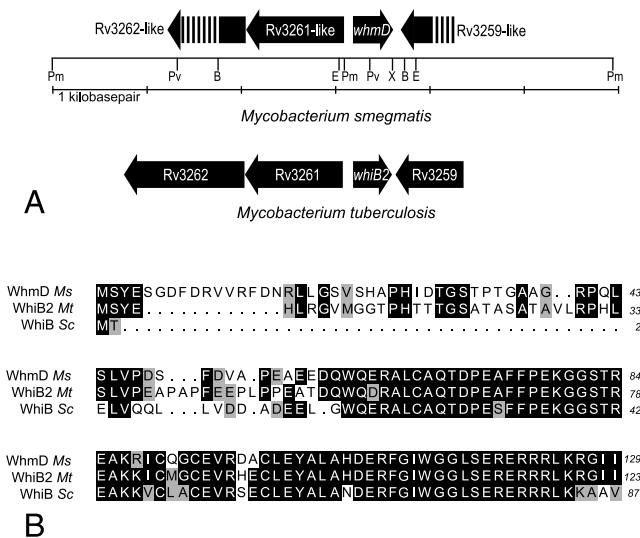 Rv3262-like Rv3261-like whmD Rv3259-like
Pm Pv B E Pm Pv X B E Pm
1 kilobasepair
Mycobacterium smegmatis
Rv3262 Rv3261 whiB2 Rv3259
Mycobacterium tuberculosis
A
WhmD Ms MSYESGDFDRVVRFDNRLLGSVSHAPHIDTGSTPTGAAG..RPQL 43
WhiB2 Mt MSYE............HLRGVMGGTPHTTTGSATASATAVLRPHL 33
WhiB Sc MT........................................... 2
WhmD Ms SLVPDS...FDVA.PEAEEDQWQERALCAQTDPEAFFPEKGGSTR 84
WhiB2 Mt SLVPEAPAPFEEPLPPEATDQWQDRALCAQTDPEAFFPEKGGSTR 78
WhiB Sc ELVQQL...LVDD.ADEEL.GWQERALCAQTDPESFFPEKGGSTR 42
WhmD Ms EAKRICQGCEVRDACLEYALAHDERFGIWGGLSERERRRLKRGII 129
WhiB2 Mt EAKKICMGCEVRHECLEYALAHDERFGIWGGLSERERRRLKRGII 123
WhiB Sc EAKKVCLACEVRSECLEYALANDERFGIWGGLSERERRRLKKAAV 87
B